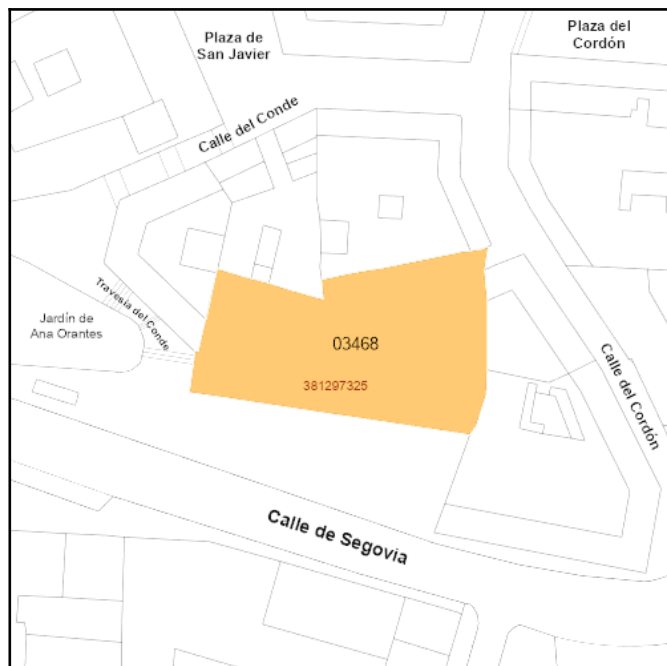 Plaza de
San Javier
Plaza del
Cordón
Calle del Conde
Travesía del Conde
Jardín de
Ana Orantes
03468
381297325
Calle del Cordón
Calle de Segovia